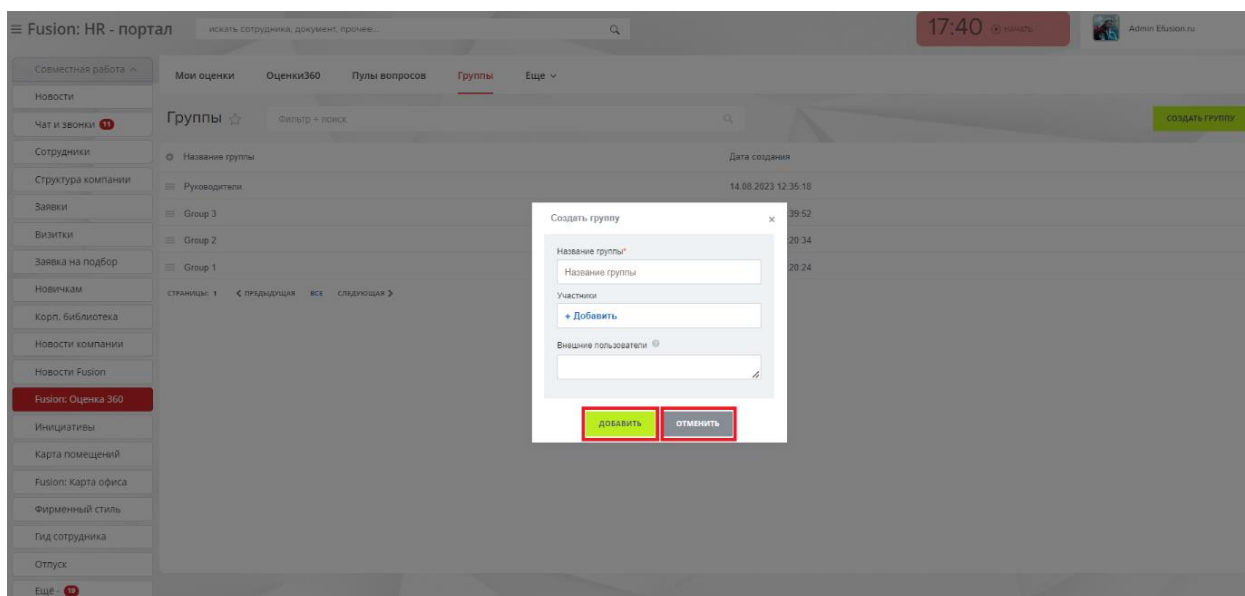 Fusion: HR - портал
искать сотрудника, документ, прочее...
17:40 НАЧАТЬ
Admin Efusion.ru
Совместная работа
Новости
Чат и звонки 11
Сотрудники
Структура компании
Заявки
Визитки
Заявка на подбор
Новичкам
Корп. библиотека
Новости компании
Новости Fusion
Fusion: Оценка 360
Инициативы
Карта помещений
Fusion: Карта офиса
Фирменный стиль
Гид сотрудника
Отпуск
Ещё -
Мои оценки Оценки360 Пулы вопросов Группы Еще
Группы
Фильтр + поиск
СОЗДАТЬ ГРУППУ
Название группы Дата создания
Руководители 14.08.2023 12:35:18
Group 3 :39:52
Group 2 :20:34
Group 1 :20:24
СТРАНИЦЫ: 1 ПРЕДЫДУЩАЯ ВСЕ СЛЕДУЮЩАЯ
Создать группу ×
Название группы*
Название группы
Участники
+ Добавить
Внешние пользователи
ДОБАВИТЬ ОТМЕНИТЬ